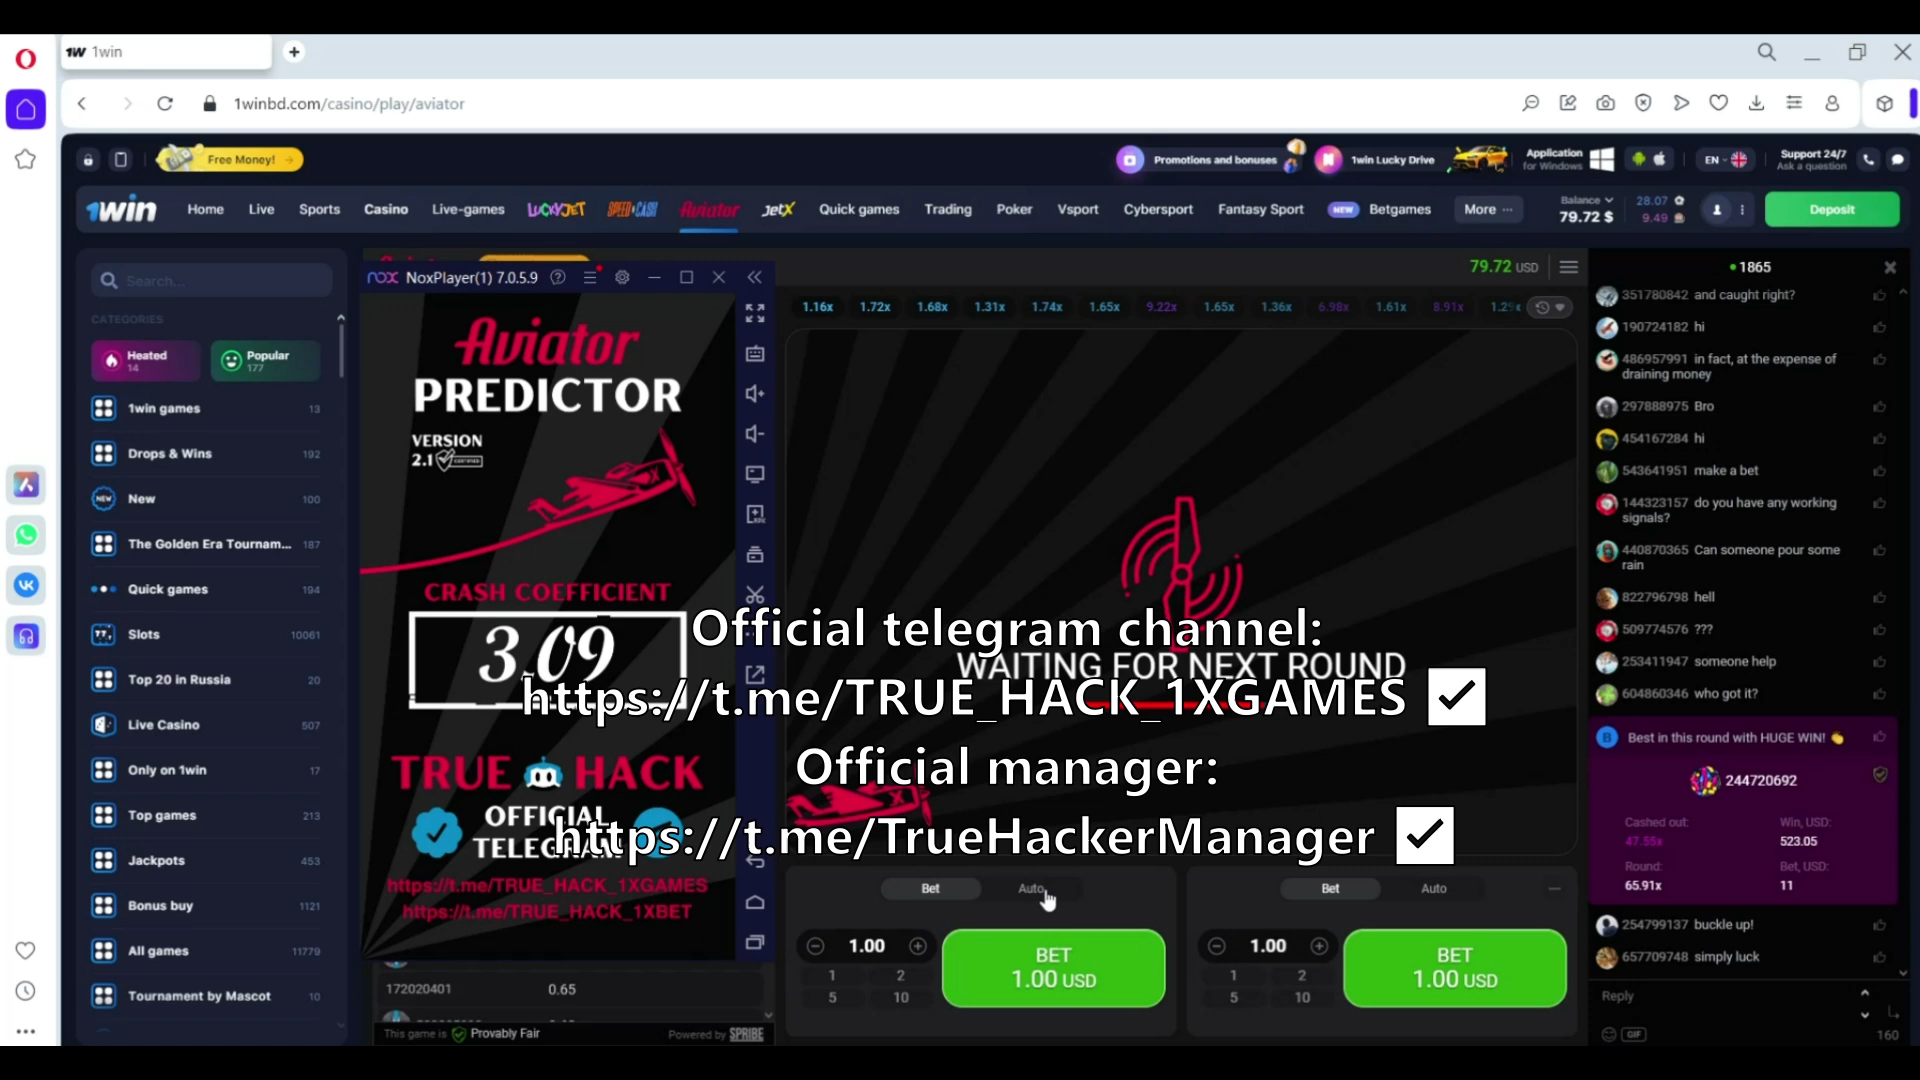 1W 1win
1winbd.com/casino/play/aviator
Free Money!
Promotions and bonuses
1win Lucky Drive
Application
for Windows
EN
Support 24/7
Ask a question
1win
Home
Live
Sports
Casino
Live-games
LUCKYJET
SPEED&CASH
Aviator
JetX
Quick games
Trading
Poker
Vsport
Cybersport
Fantasy Sport
NEW
Betgames
More
Balance
79.72 $
28.07
9.49
Deposit
Search...
CATEGORIES
Heated
14
Popular
177
1win games 13
Drops & Wins 192
NEW New 100
The Golden Era Tournam... 187
Quick games 194
Slots 10061
Top 20 in Russia 20
Live Casino 507
Only on 1win 17
Top games 213
Jackpots 453
Bonus buy 1121
All games 11779
Tournament by Mascot 10
nox NoxPlayer(1) 7.0.5.9
Aviator
PREDICTOR
VERSION
2.1
CRASH COEFFICIENT
3.09
TRUE HACK
OFFICIAL
TELEGRAM
https://t.me/TRUE_HACK_1XGAMES
https://t.me/TRUE_HACK_1XBET
172020401 0.65
This game is Provably Fair
Powered by SPRIBE
79.72 USD
1.16x 1.72x 1.68x 1.31x 1.74x 1.65x 9.22x 1.65x 1.36x 6.98x 1.61x 8.91x
WAITING FOR NEXT ROUND
Official telegram channel:
https://t.me/TRUE_HACK_1XGAMES
Official manager:
https://t.me/TrueHackerManager
Bet Auto
1.00
1 2
5 10
BET
1.00 USD
Bet Auto
1.00
1 2
5 10
BET
1.00 USD
1865
351780842 and caught right?
190724182 hi
486957991 in fact, at the expense of
draining money
297888975 Bro
454167284 hi
543641951 make a bet
144323157 do you have any working
signals?
440870365 Can someone pour some
rain
822796798 hell
509774576 ???
253411947 someone help
604860346 who got it?
B Best in this round with HUGE WIN!
244720692
Cashed out: Win, USD:
47.55x 523.05
Round: Bet, USD:
65.91x 11
254799137 buckle up!
657709748 simply luck
Reply
GIF
160